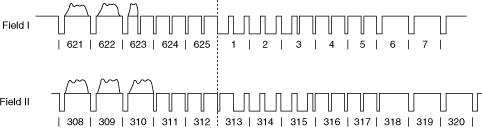 Field I
| 621 | 622 | 623 | 624 | 625 | 1 | 2 | 3 | 4 | 5 | 6 | 7 |
Field II
| 308 | 309 | 310 | 311 | 312 | 313 | 314 | 315 | 316 | 317 | 318 | 319 | 320 |